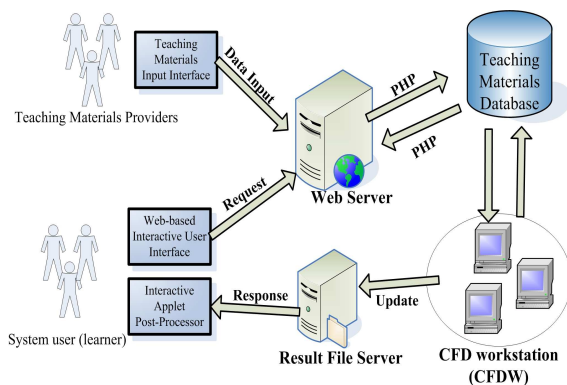 Teaching
Materials
Input Interface
Teaching Materials Providers
Data Input
PHP
PHP
Teaching
Materials
Database
Web Server
Request
Web-based
Interactive User
Interface
Interactive
Applet
Post-Processor
System user (learner)
Response
Result File Server
Update
CFD workstation
(CFDW)